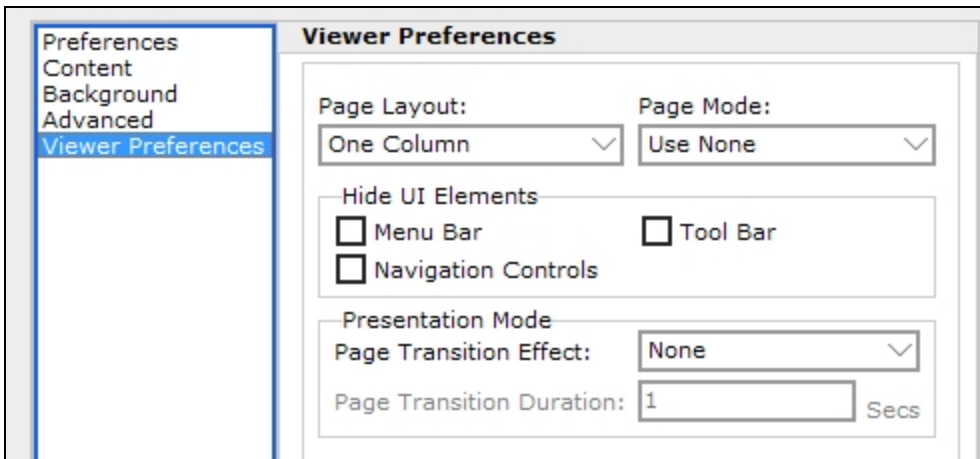 Preferences
Content
Background
Advanced
Viewer Preferences
Viewer Preferences
Page Layout: Page Mode:
One Column Use None
Hide UI Elements
Menu Bar Tool Bar
Navigation Controls
Presentation Mode
Page Transition Effect: None
Page Transition Duration: 1 Secs